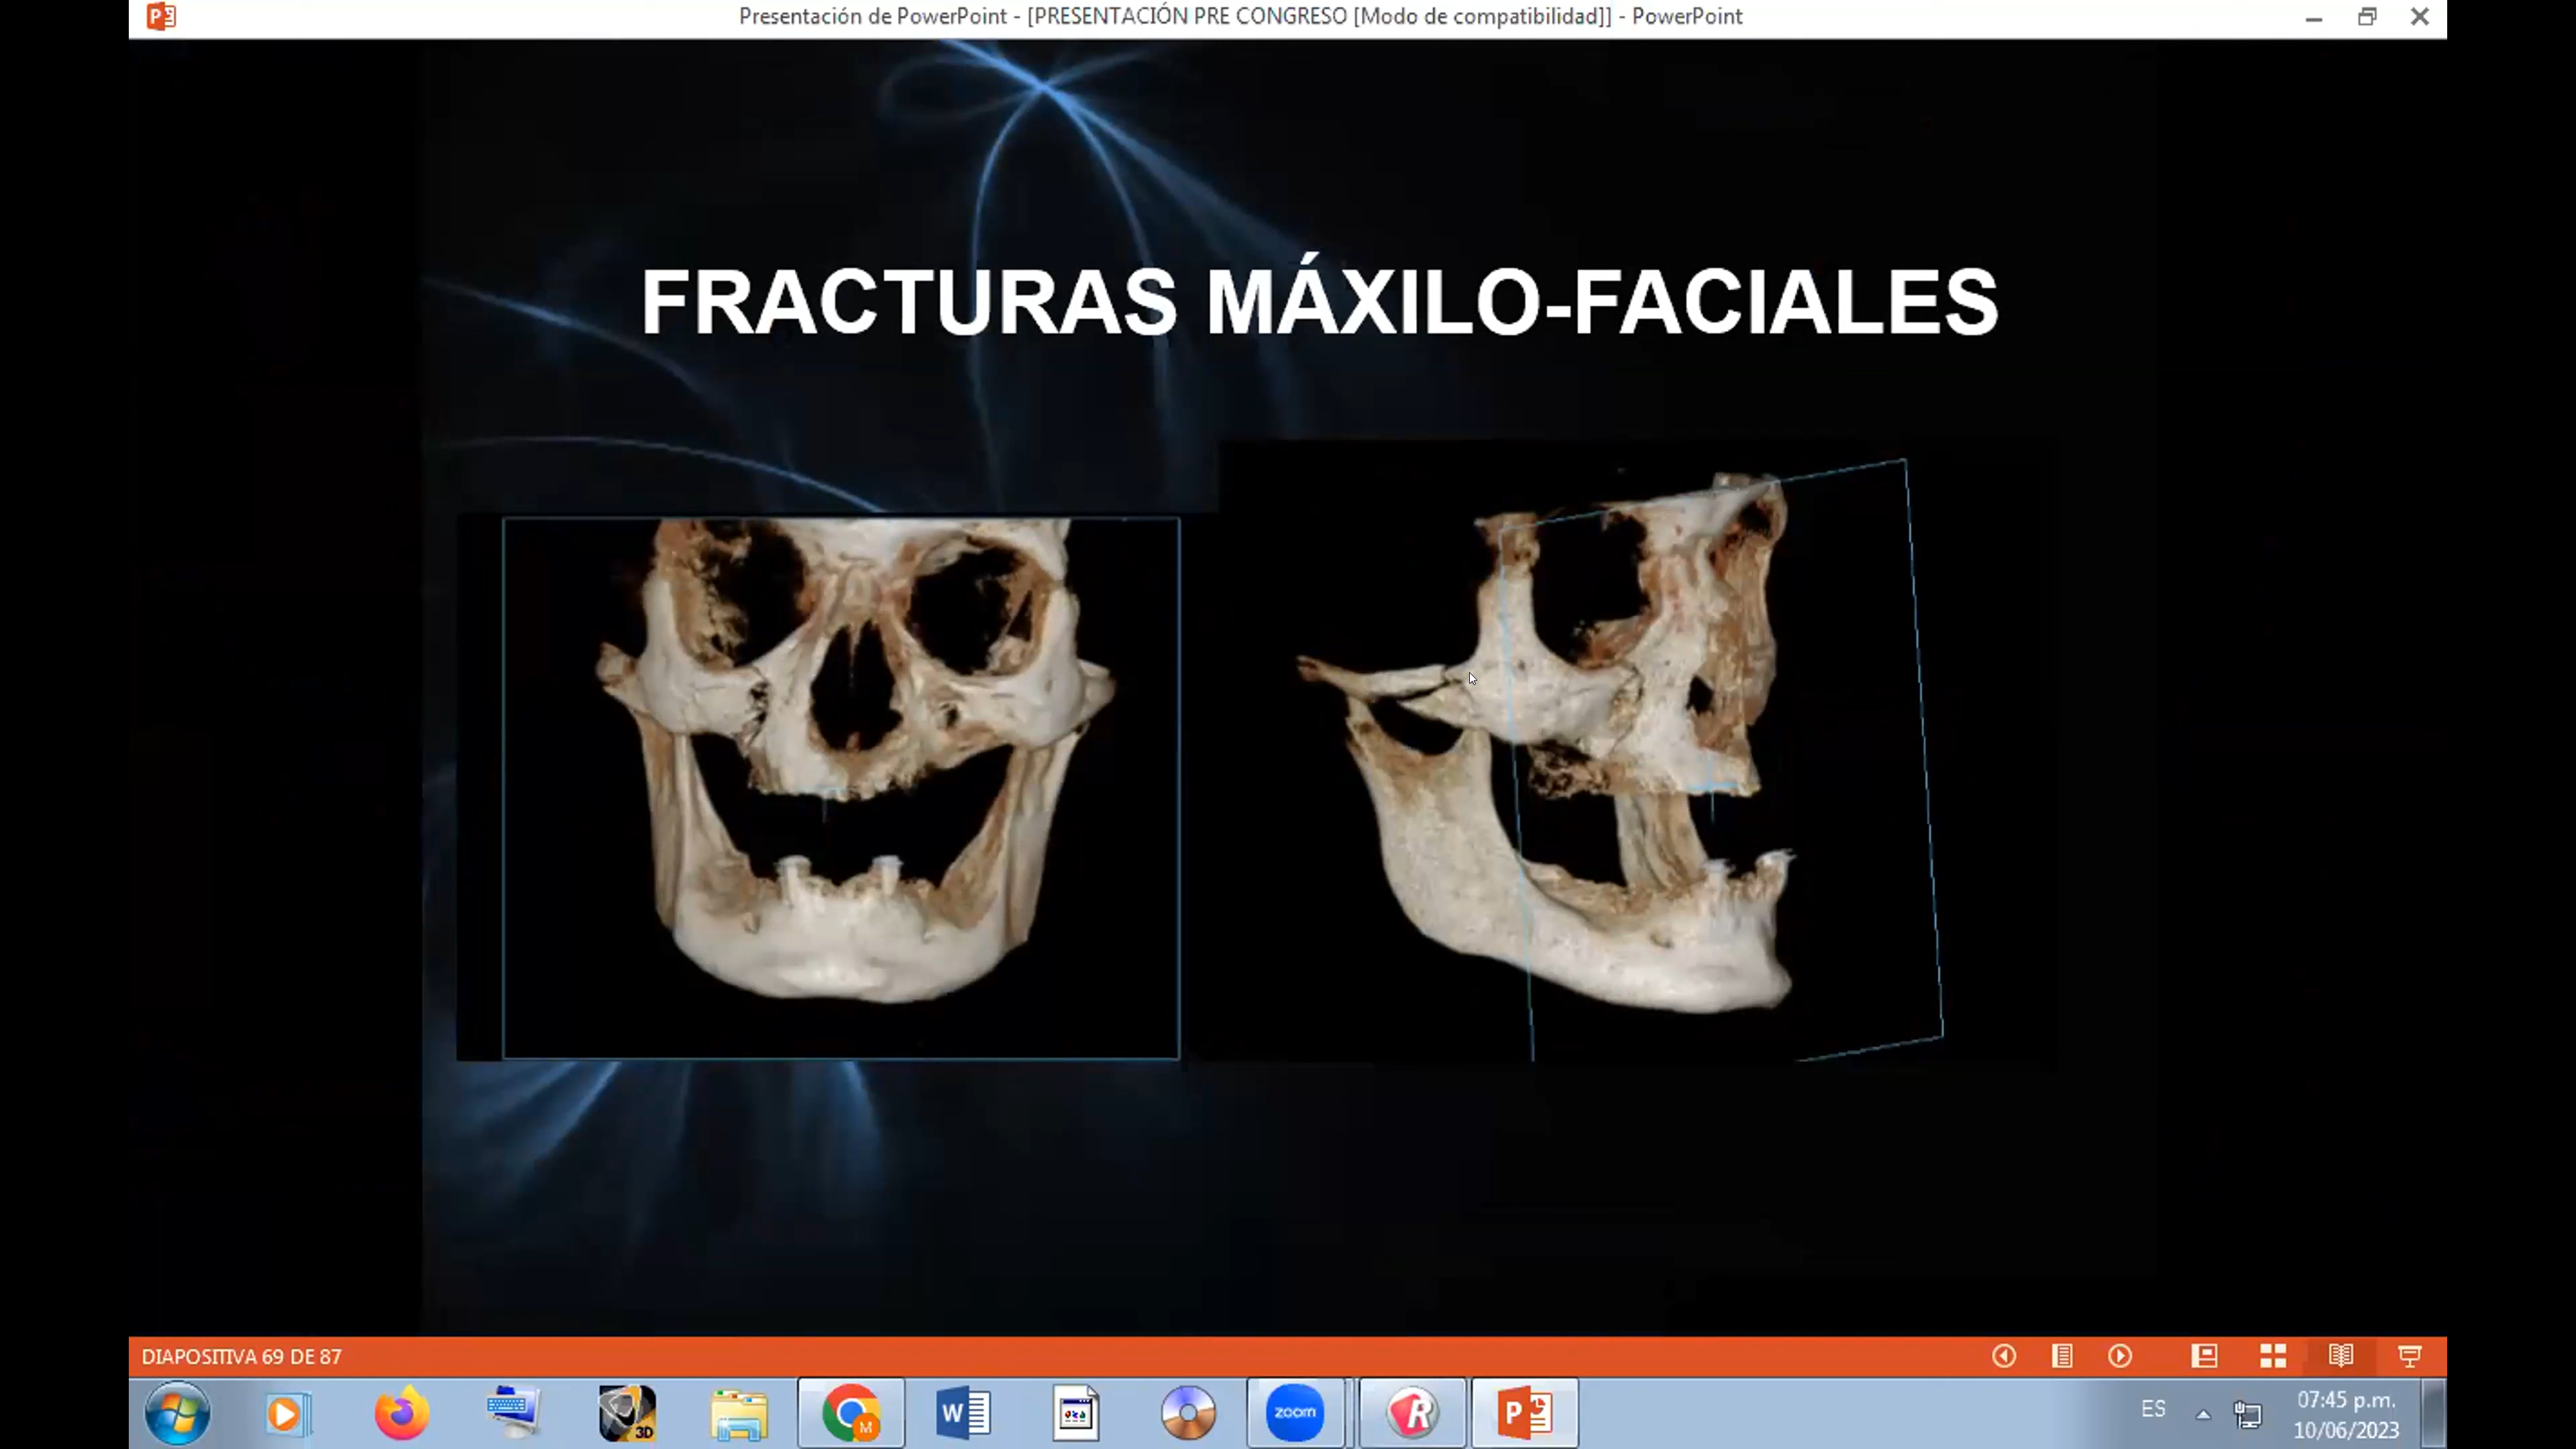 Presentación de PowerPoint - [PRESENTACIÓN PRE CONGRESO [Modo de compatibilidad]] - PowerPoint
FRACTURAS MÁXILO-FACIALES
DIAPOSITIVA 69 DE 87
3D
M
W
zoom
R
P
ES
07:45 p.m.
10/06/2023